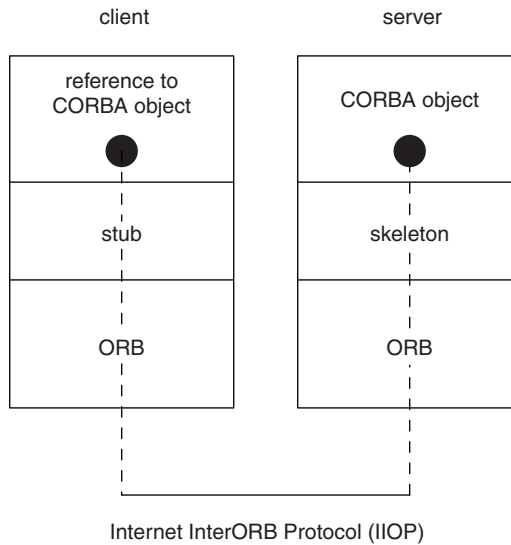 client
server
reference to
CORBA object
CORBA object
stub
skeleton
ORB
ORB
Internet InterORB Protocol (IIOP)